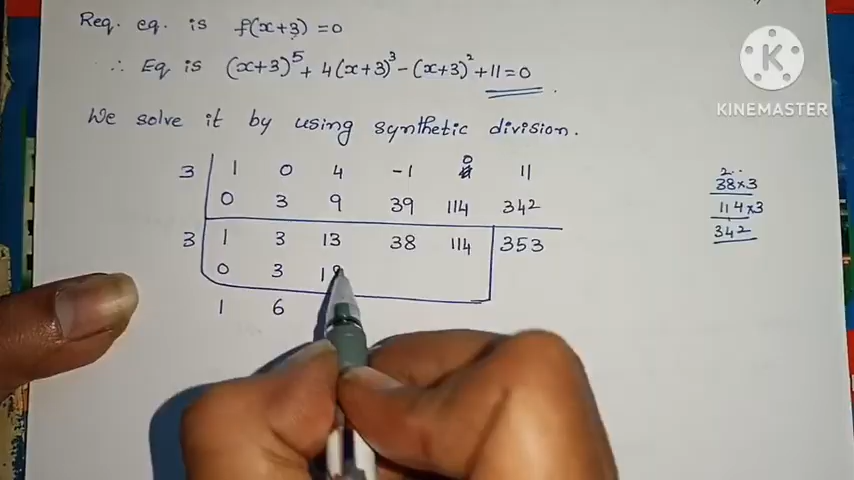 Req. eq. is f(x+3) = 0
∴ Eq is (x+3)⁵ + 4(x+3)³ - (x+3)² + 11 = 0
We solve it by using synthetic division.
3 1 0 4 -1 0 11
0 3 9 39 114 342
3 1 3 13 38 114 353
0 3 18
1 6
K
KINEMASTER
2
38×3
114×3
342